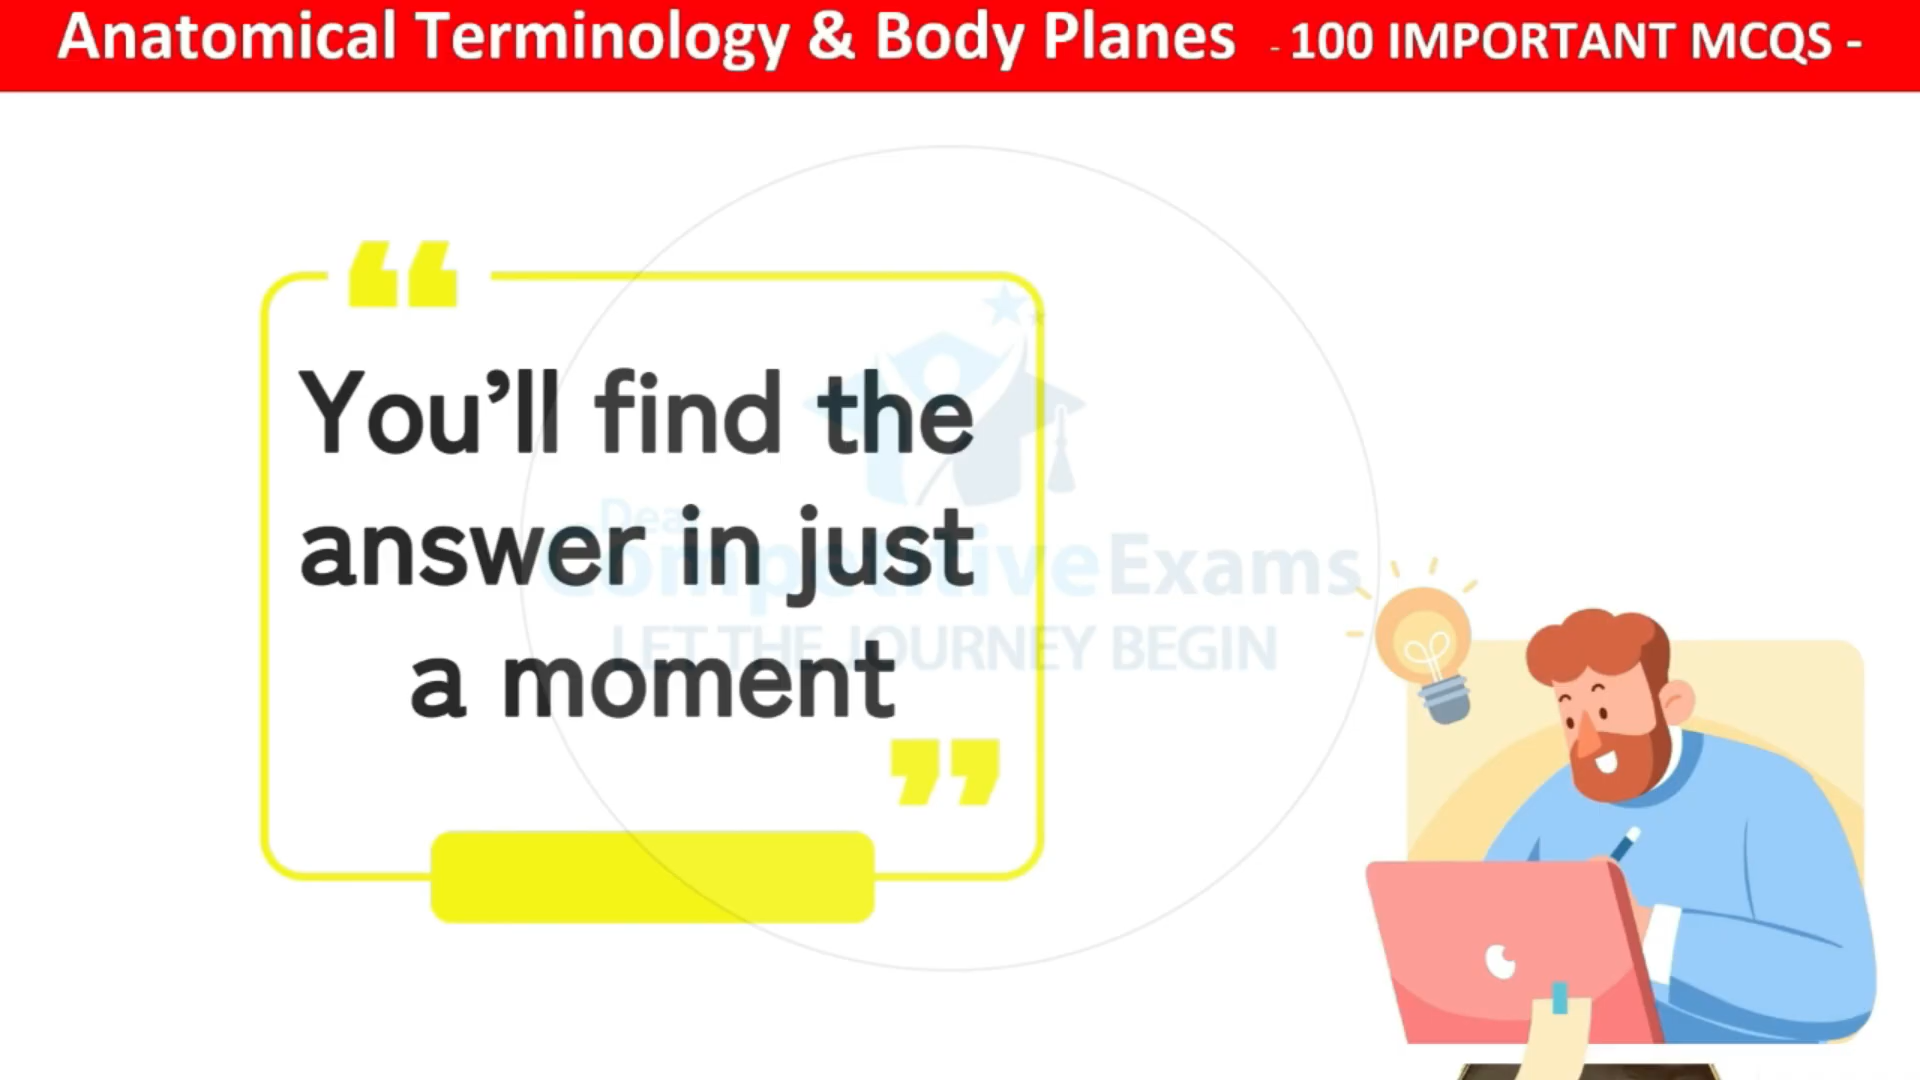 Anatomical Terminology & Body Planes - 100 IMPORTANT MCQS -
“
You’ll find the
answer in just
a moment
”
Dear
CompetitiveExams
LET THE JOURNEY BEGIN